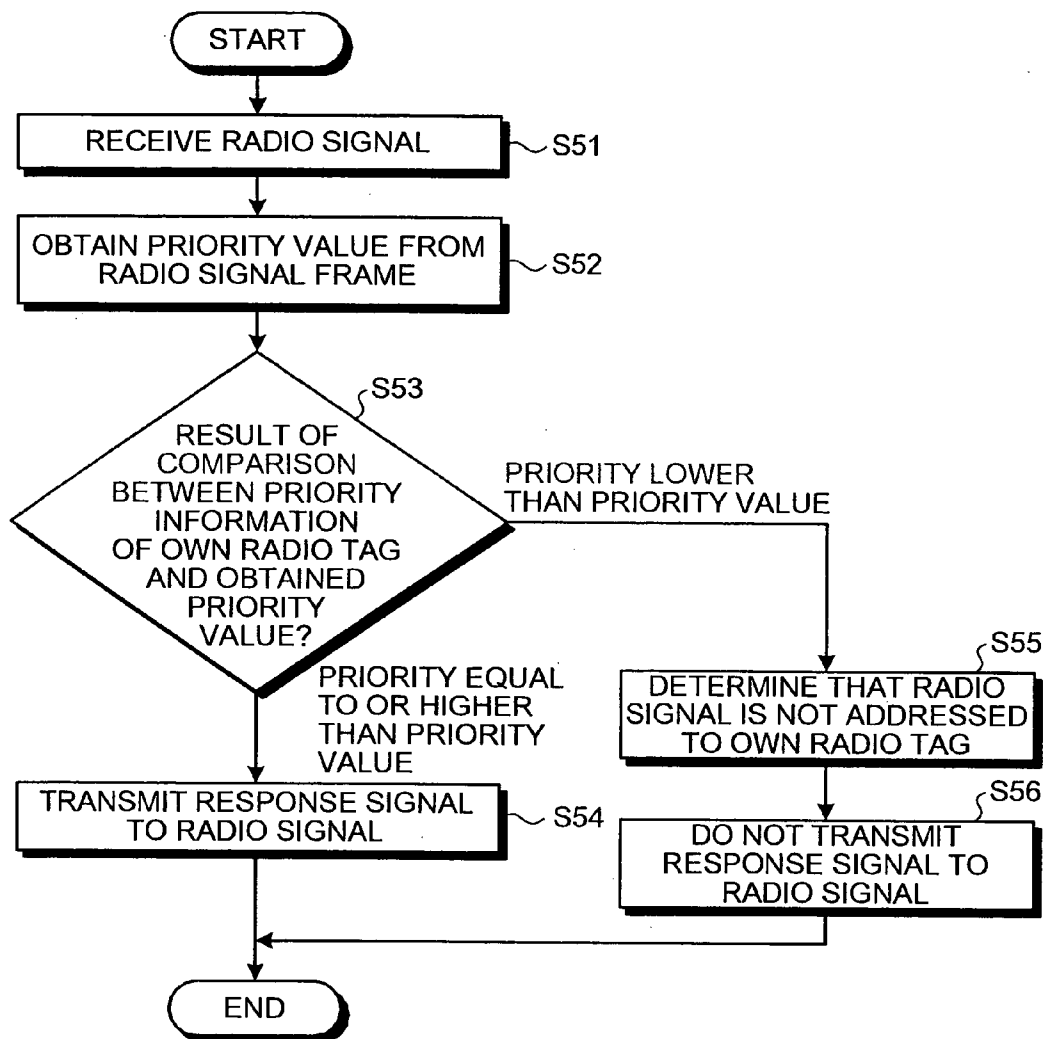 START
RECEIVE RADIO SIGNAL
S51
OBTAIN PRIORITY VALUE FROM
RADIO SIGNAL FRAME
S52
S53
RESULT OF
COMPARISON
BETWEEN PRIORITY
INFORMATION
OF OWN RADIO TAG
AND OBTAINED
PRIORITY
VALUE?
PRIORITY LOWER
THAN PRIORITY VALUE
PRIORITY EQUAL
TO OR HIGHER
THAN PRIORITY
VALUE
TRANSMIT RESPONSE SIGNAL
TO RADIO SIGNAL
S54
S55
DETERMINE THAT RADIO
SIGNAL IS NOT ADDRESSED
TO OWN RADIO TAG
S56
DO NOT TRANSMIT
RESPONSE SIGNAL TO
RADIO SIGNAL
END